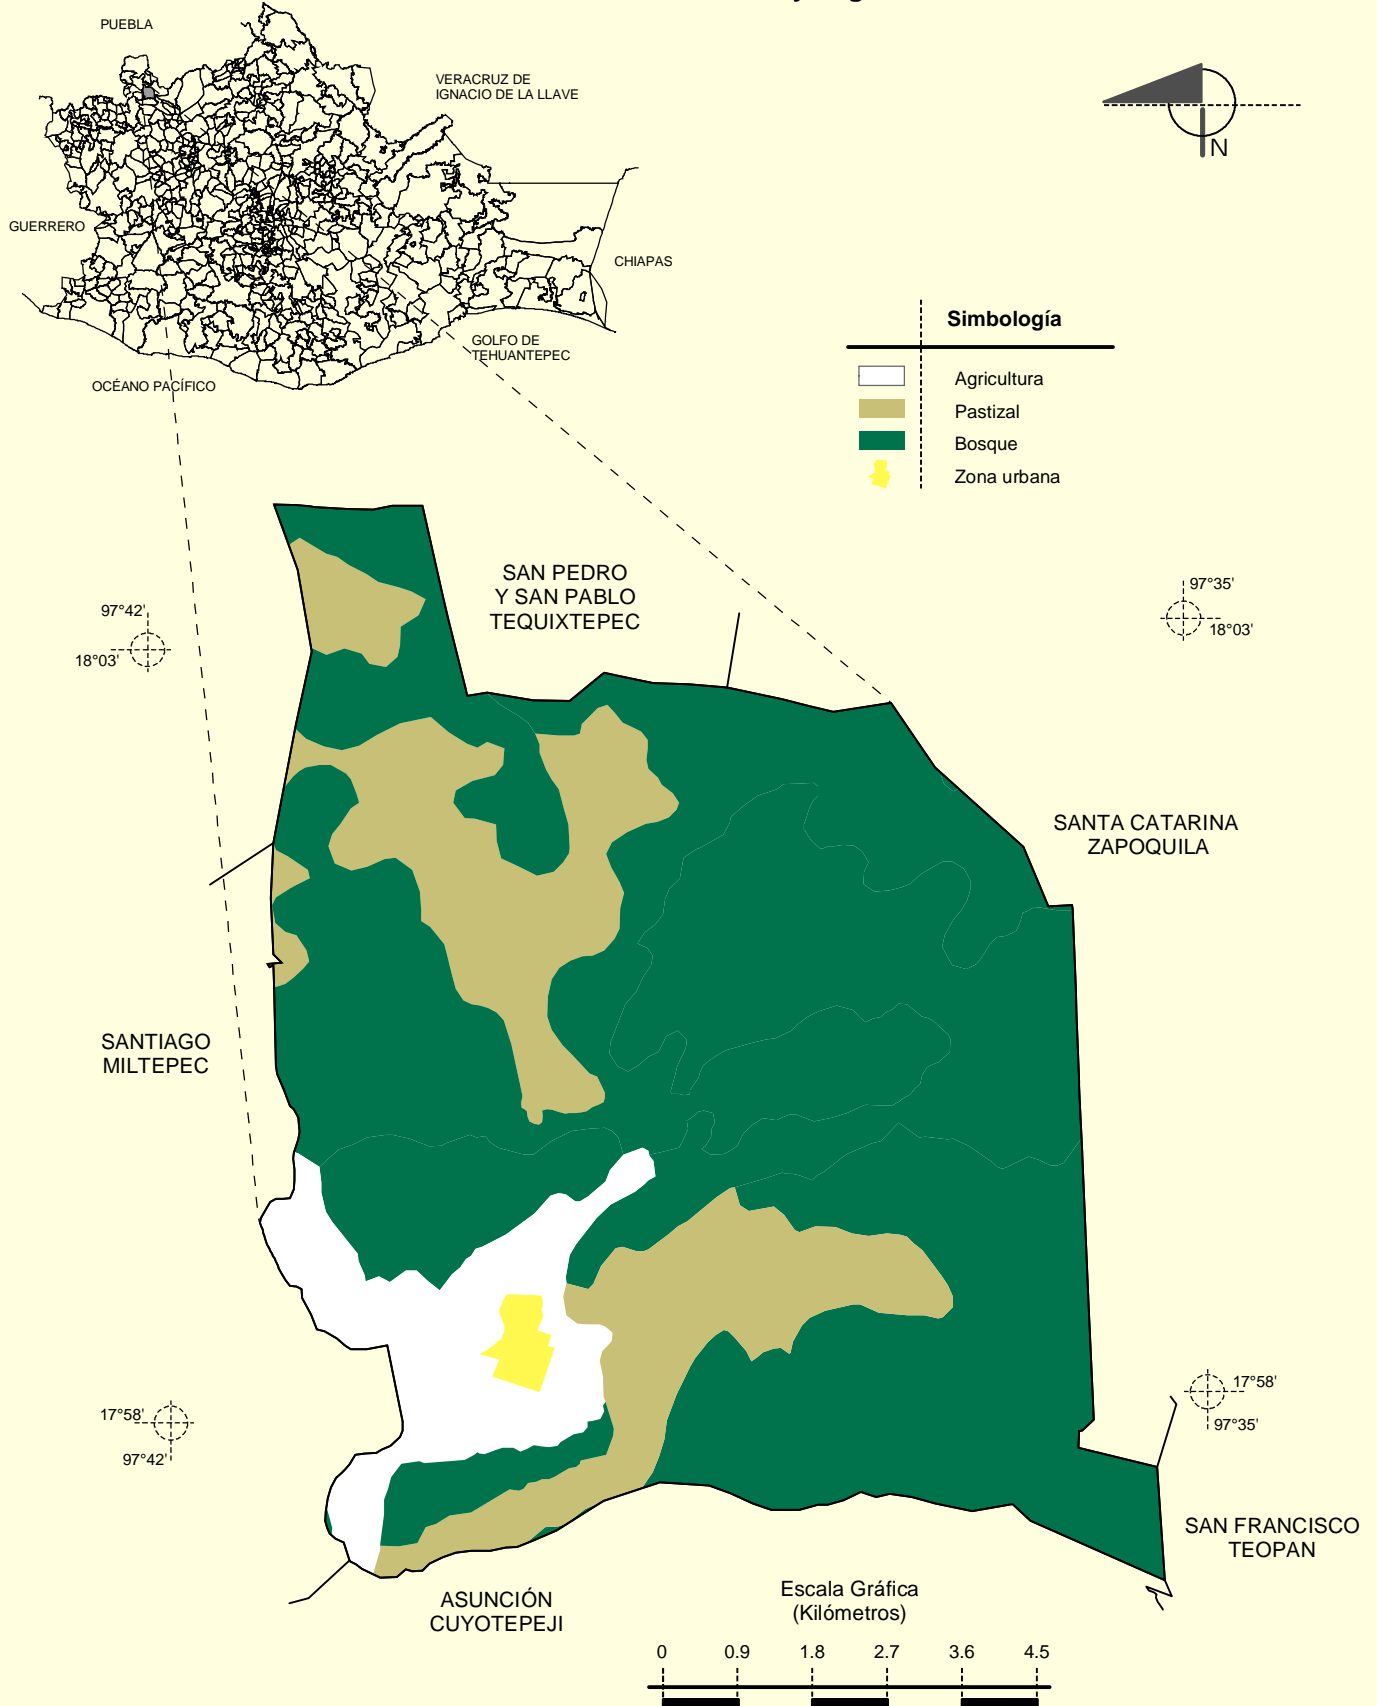 PUEBLA
VERACRUZ DE
IGNACIO DE LA LLAVE
N
GUERRERO
CHIAPAS
GOLFO DE
TEHUANTEPEC
OCÉANO PACÍFICO
Simbología
Agricultura
Pastizal
Bosque
Zona urbana
SAN PEDRO
Y SAN PABLO
TEQUIXTEPEC
97°42'
18°03'
97°35'
18°03'
SANTA CATARINA
ZAPOQUILA
SANTIAGO
MILTEPEC
17°58'
97°42'
17°58'
97°35'
SAN FRANCISCO
TEOPAN
ASUNCIÓN
CUYOTEPEJI
Escala Gráfica
(Kilómetros)
0 0.9 1.8 2.7 3.6 4.5